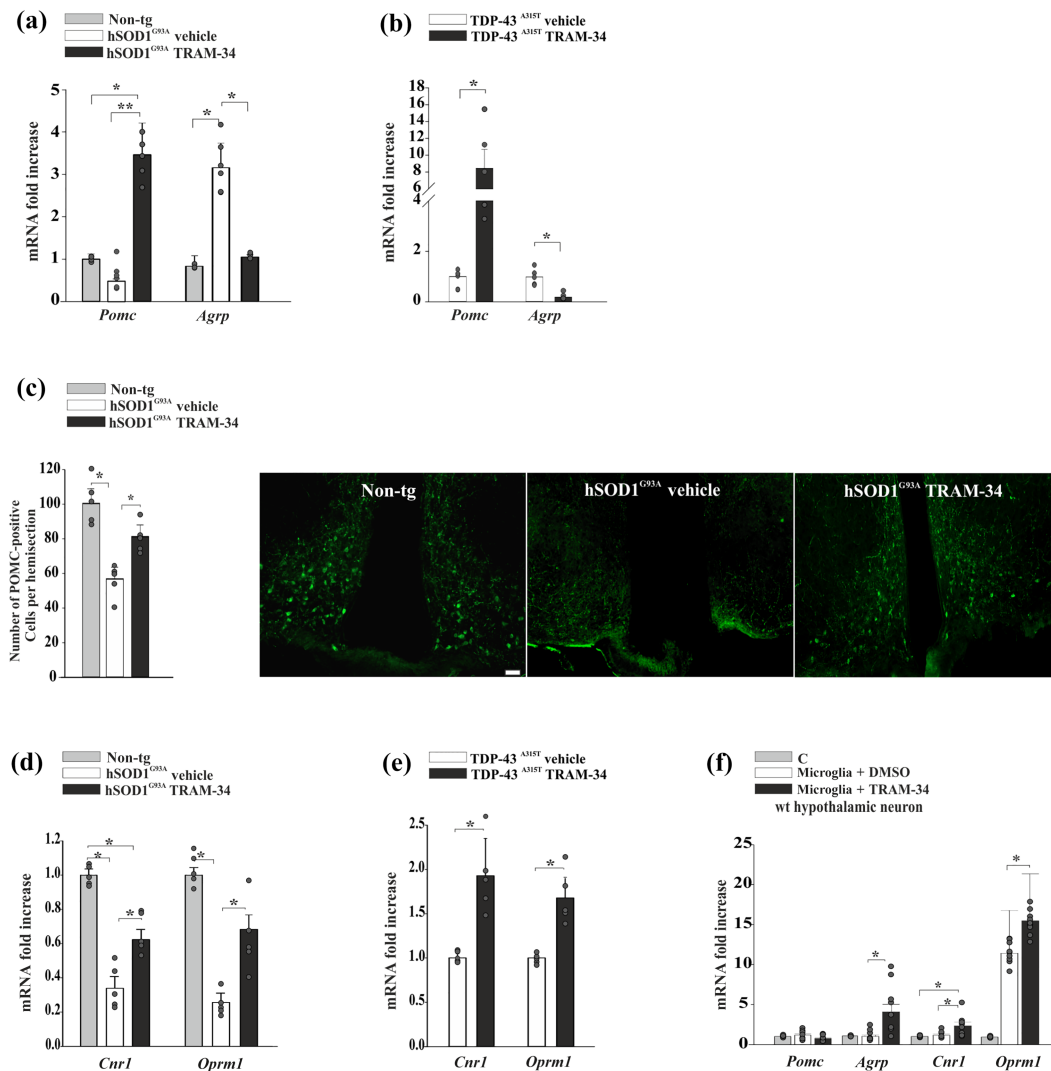 (a)
Non-tg
hSOD1G93A vehicle
hSOD1G93A TRAM-34
mRNA fold increase
5
4
3
2
1
0
*
**
*
*
Pomc
Agrp
(b)
TDP-43 A315T vehicle
TDP-43 A315T TRAM-34
mRNA fold increase
18
16
14
12
10
8
6
4
2
0
*
*
Pomc
Agrp
(c)
Non-tg
hSOD1G93A vehicle
hSOD1G93A TRAM-34
Number of POMC-positive
Cells per hemisection
120
100
80
60
40
20
0
*
*
Non-tg
hSOD1G93A vehicle
hSOD1G93A TRAM-34
(d)
Non-tg
hSOD1G93A vehicle
hSOD1G93A TRAM-34
mRNA fold increase
1.2
1.0
0.8
0.6
0.4
0.2
0
*
*
*
*
*
Cnr1
Oprm1
(e)
TDP-43 A315T vehicle
TDP-43 A315T TRAM-34
mRNA fold increase
2.5
2.0
1.5
1.0
0.5
0
*
*
Cnr1
Oprm1
(f)
C
Microglia + DMSO
Microglia + TRAM-34
wt hypothalamic neuron
mRNA fold increase
25
20
15
10
5
0
*
*
*
*
Pomc
Agrp
Cnr1
Oprm1